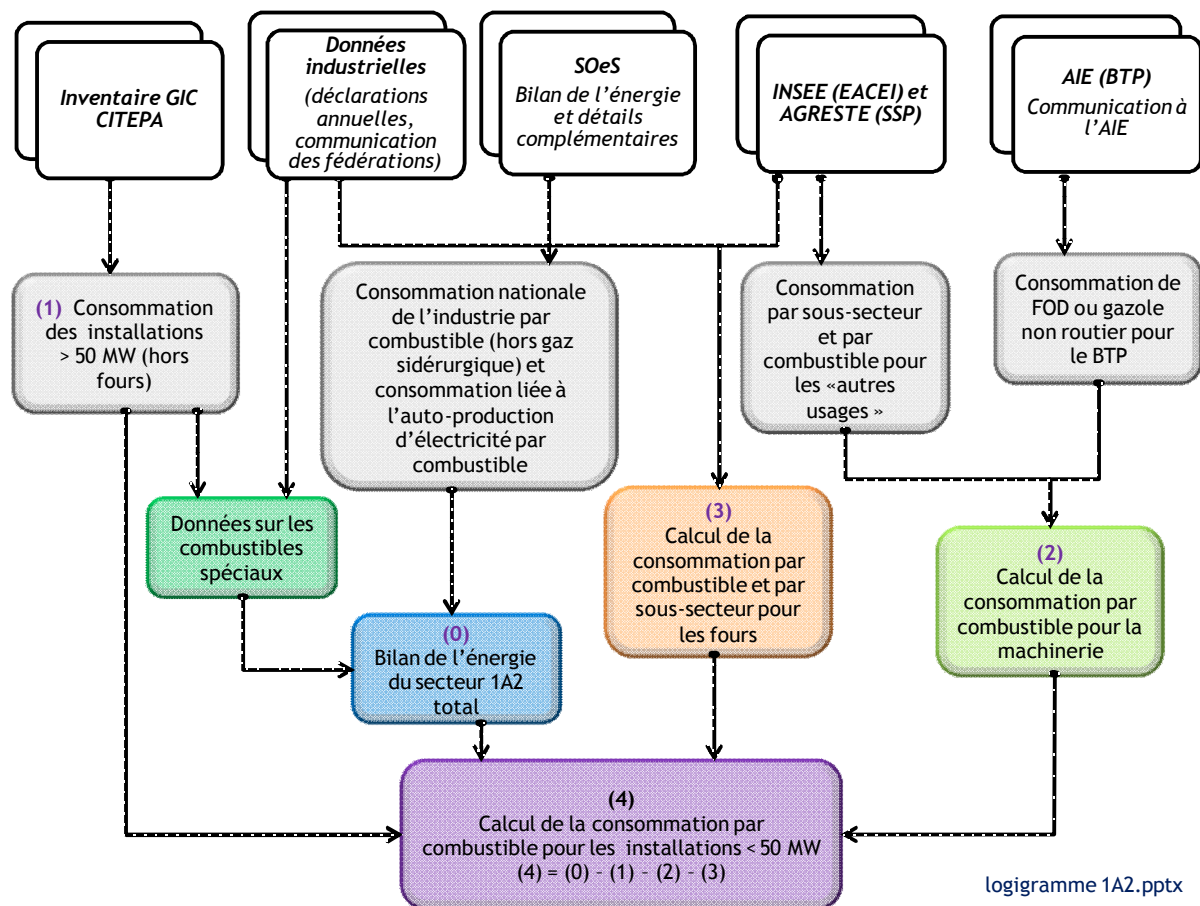 Inventaire GIC
CITEPA
Données
industrielles
(déclarations
annuelles,
communication
des fédérations)
SOeS
Bilan de l’énergie
et détails
complémentaires
INSEE (EACEI) et
AGRESTE (SSP)
AIE (BTP)
Communication à
l’AIE
(1) Consommation
des installations
> 50 MW (hors
fours)
Consommation nationale
de l’industrie par
combustible (hors gaz
sidérurgique) et
consommation liée à
l’auto-production
d’électricité par
combustible
Consommation
par sous-secteur
et par
combustible pour
les «autres
usages »
Consommation de
FOD ou gazole
non routier pour
le BTP
Données sur les
combustibles
spéciaux
(3)
Calcul de la
consommation par
combustible et par
sous-secteur pour
les fours
(2)
Calcul de la
consommation par
combustible pour la
machinerie
(0)
Bilan de l’énergie
du secteur 1A2
total
(4)
Calcul de la consommation par
combustible pour les installations < 50 MW
(4) = (0) – (1) – (2) – (3)
logigramme 1A2.pptx